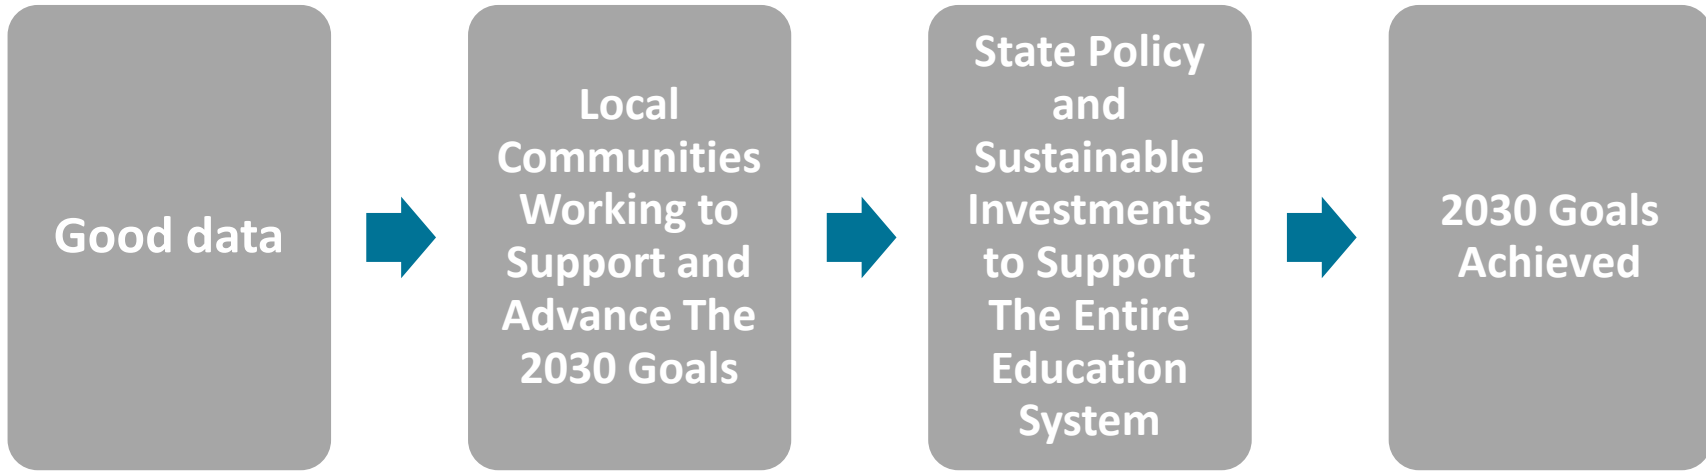 Good data
Local
Communities
Working to
Support and
Advance The
2030 Goals
State Policy
and
Sustainable
Investments
to Support
The Entire
Education
System
2030 Goals
Achieved